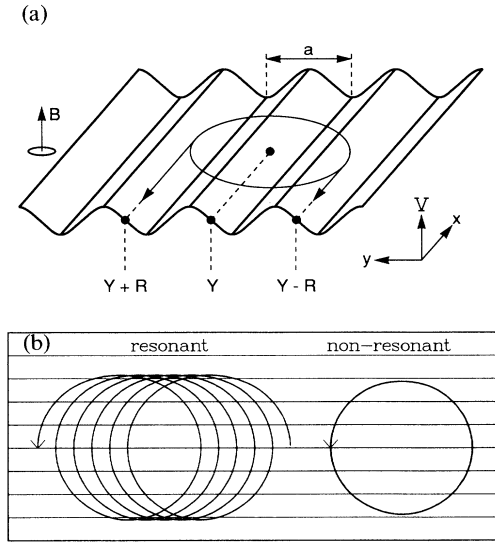 (a)
a
B
V
x
y
Y + R
Y
Y - R
(b)
resonant
non-resonant